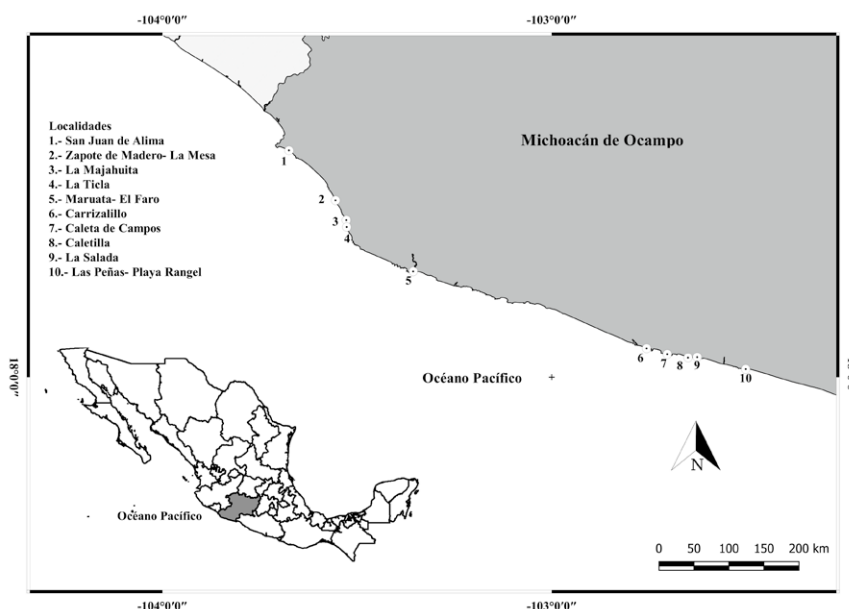 -104°0′0″ -103°0′0″
Localidades
1.- San Juan de Alima
2.- Zapote de Madero- La Mesa
3.- La Majahuita
4.- La Ticla
5.- Maruata- El Faro
6.- Carrizalillo
7.- Caleta de Campos
8.- Caletilla
9.- La Salada
10.- Las Peñas- Playa Rangel
Michoacán de Ocampo
1
2
3
4
5
6
7
8
9
10
18°0′0″
Océano Pacífico
N
Océano Pacífico
0 50 100 150 200 km
-104°0′0″ -103°0′0″